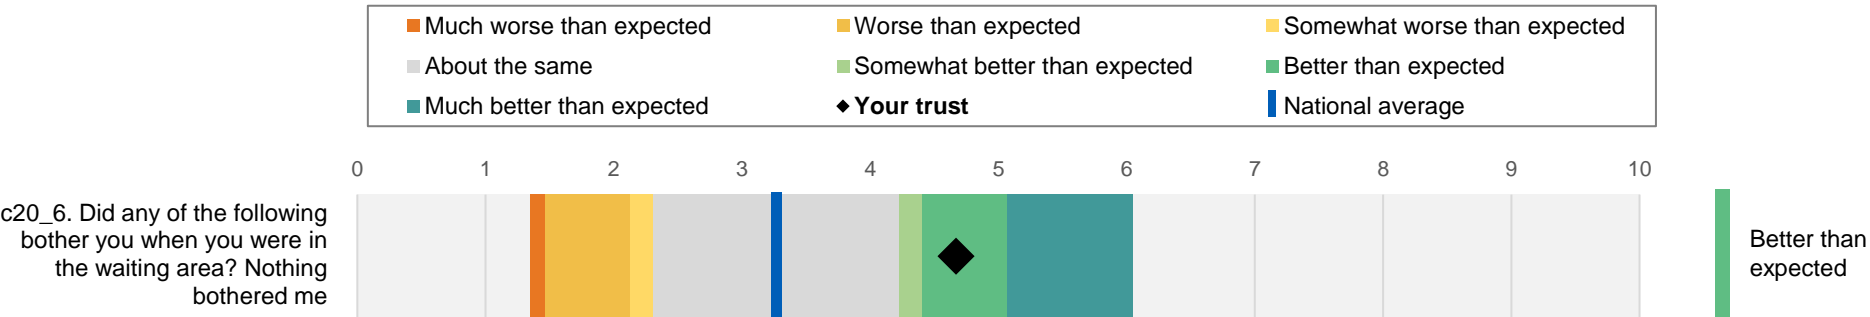 Much worse than expected
Worse than expected
Somewhat worse than expected
About the same
Somewhat better than expected
Better than expected
Much better than expected
Your trust
National average
0 1 2 3 4 5 6 7 8 9 10
c20_6. Did any of the following
bother you when you were in
the waiting area? Nothing
bothered me
Better than
expected